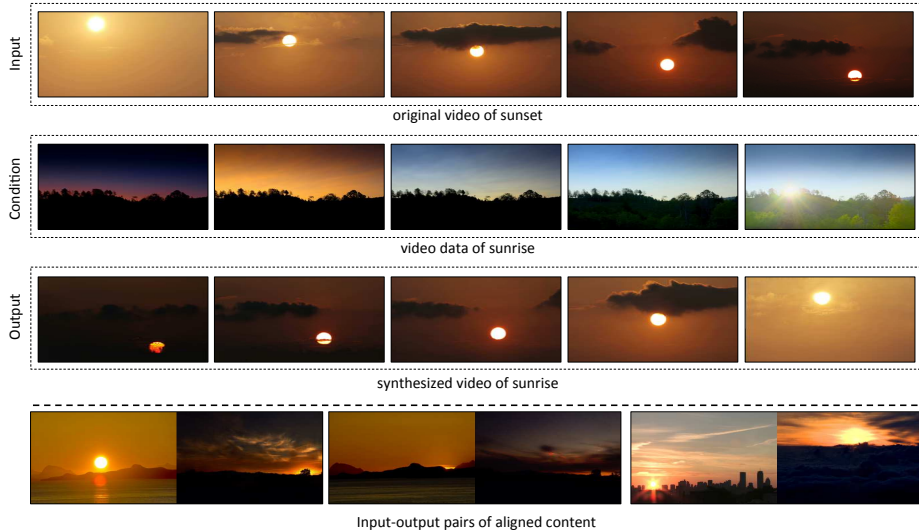 Input
original video of sunset
Condition
video data of sunrise
Output
synthesized video of sunrise
Input-output pairs of aligned content